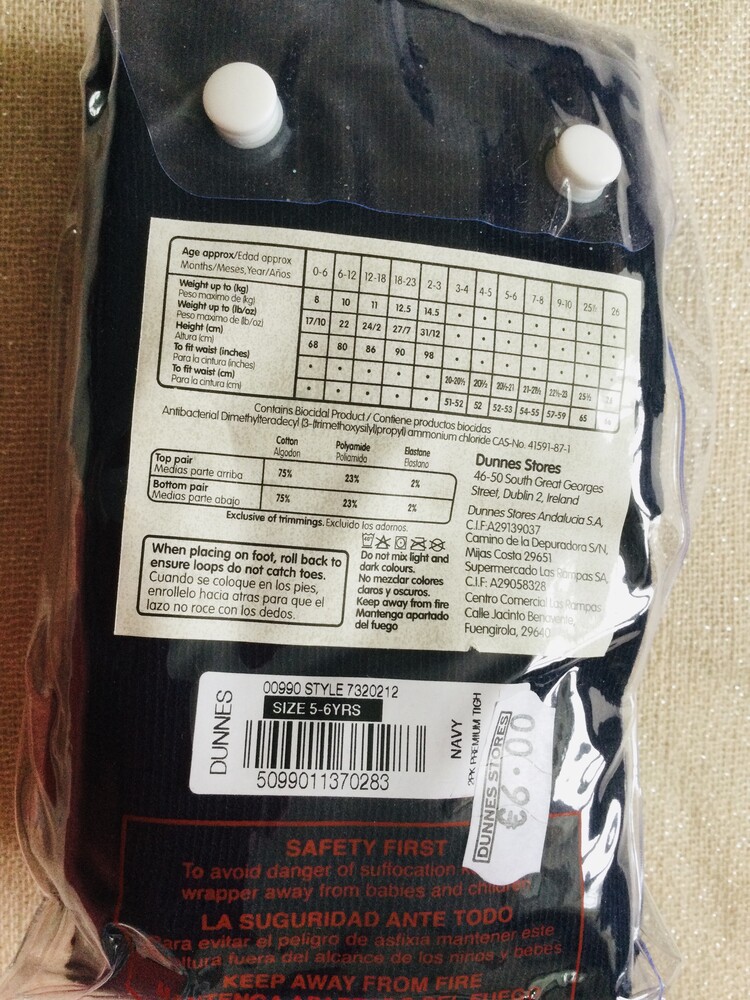 Age approx/Edad approx
Months/Meses,Year/Años
0-6 6-12 12-18 18-23 2-3 3-4 4-5 5-6 7-8 9-10 25½ 26
Weight up to (kg)
Peso maximo de kg)
8 10 11 12.5 14.5 • • • • • • •
Weight up to (lb/oz)
Peso maximo de lb/oz)
17/10 22 24/2 27/7 31/12 • • • • • • •
Height (cm)
Altura (cm)
68 80 86 90 98 • • • • • • •
To fit waist (inches)
Para la cintura (inches)
• • • • • 20-20½ 20½ 20½-21 21-21½ 22½-23 25½ 26
To fit waist (cm)
Para la cintura (cm)
• • • • • 51-52 52 52-53 54-55 57-59 65
Contains Biocidal Product / Contiene productos biocidas
Antibacterial Dimethylteradecyl [3-(trimethoxysilyl)propyl) ammonium chloride CAS-No. 41591-87-1
Cotton Polyamide Elastane
Algodon Poliamido Elastano
Top pair
Medias parte arriba
75% 23% 2%
Bottom pair
Medias parte abajo
75% 23% 2%
Exclusive of trimmings. Excluido los adornos.
When placing on foot, roll back to
ensure loops do not catch toes.
Cuando se coloque en los pies,
enrollelo hacia atras para que el
lazo no roce con los dedos.
Do not mix light and
dark colours.
No mezclar colores
claros y oscuros.
Keep away from fire
Mantenga apartado
del fuego
Dunnes Stores
46-50 South Great Georges
Street, Dublin 2, Ireland
Dunnes Stores Andalucia S.A,
C.I.F:A29139037
Camino de la Depuradora S/N,
Mijas Costa 29651
Supermercado Las Rampas SA,
C.I.F: A29058328
Centro Comercial Las Rampas
Calle Jacinto Benavente,
Fuengirola, 29640
DUNNES
00990 STYLE 7320212
SIZE 5-6YRS
5099011370283
NAVY
2PK PREMIUM TIGH
DUNNES STORES
€6.00
SAFETY FIRST
To avoid danger of suffocation
wrapper away from babies and children
LA SUGURIDAD ANTE TODO
Para evitar el peligro de asfixia mantener este
fuera del alcance de los ninos y bebes
KEEP AWAY FROM FIRE
DEL FUEGO